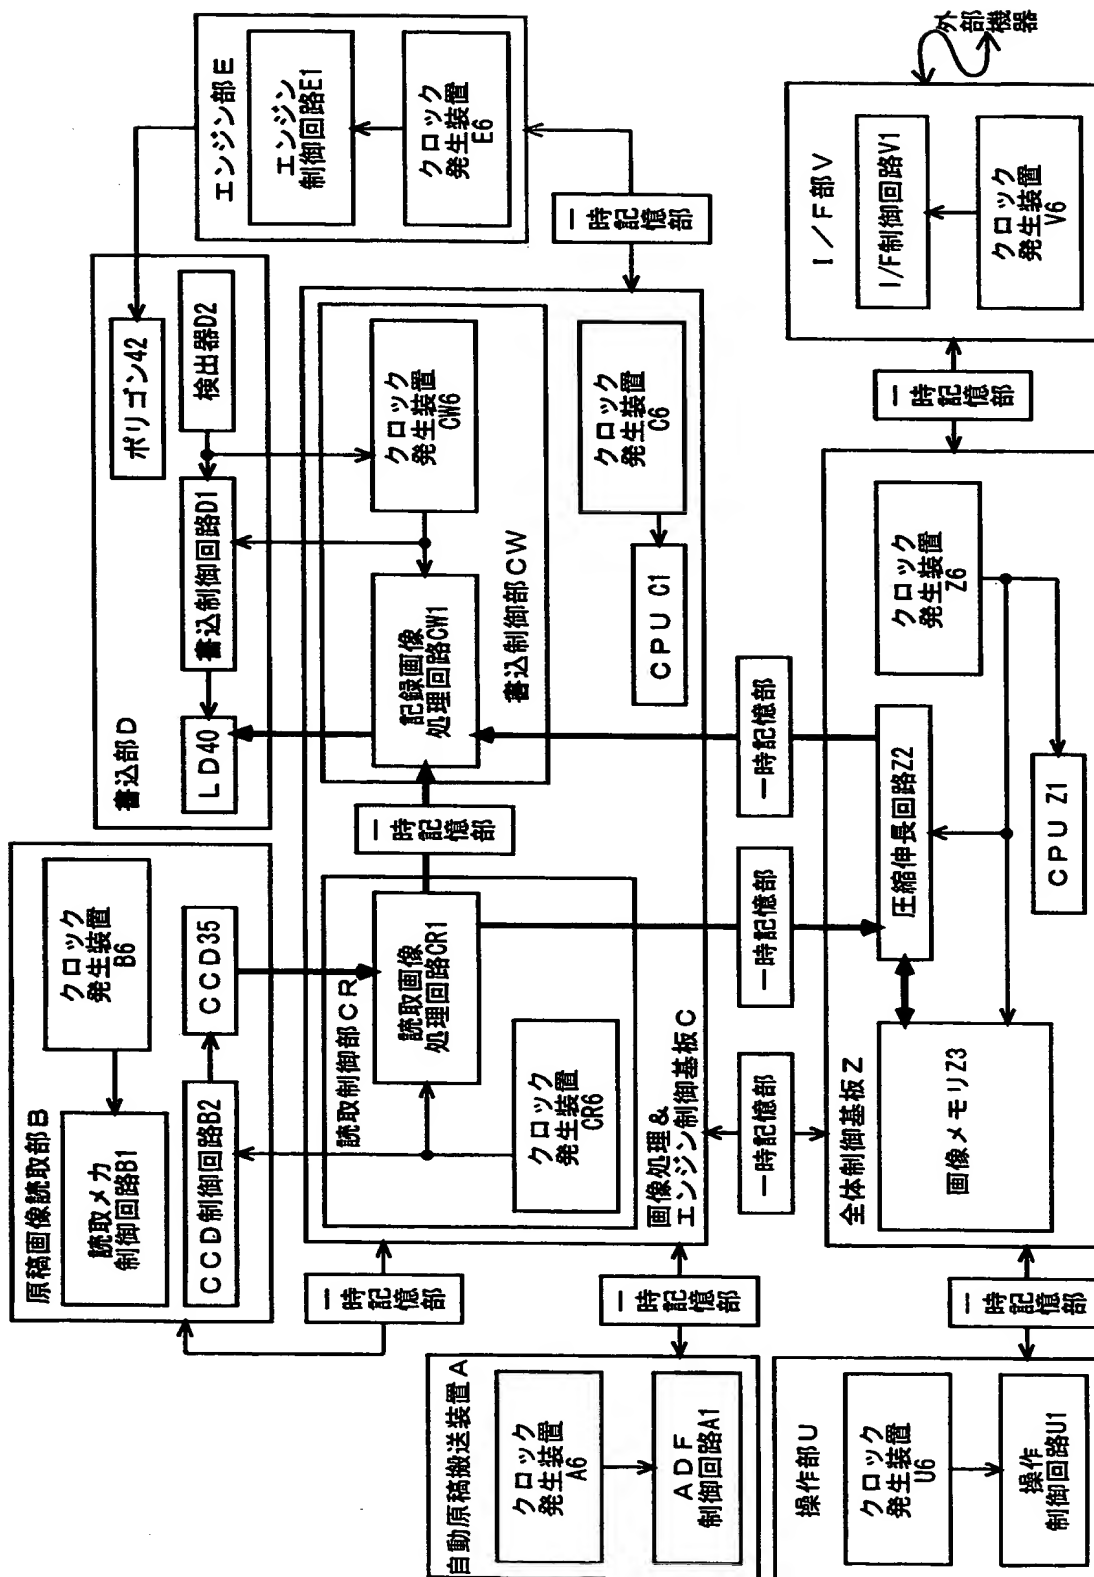 原稿画像読取部B
読取メカ
制御回路B1
クロック
発生装置
B6
CCD制御回路B2
CCD35
書込部D
LD40
書込制御回路D1
ポリゴン42
検出器D2
エンジン部E
エンジン
制御回路E1
クロック
発生装置
E6
一時記憶部
一時記憶部
画像処理&
エンジン制御基板C
読取制御部CR
読取画像
処理回路CR1
クロック
発生装置
CR6
一時記憶部
書込制御部CW
記録画像
処理回路CW1
クロック
発生装置
CW6
CPU C1
クロック
発生装置
C6
自動原稿搬送装置A
クロック
発生装置
A6
ADF
制御回路A1
一時記憶部
一時記憶部
一時記憶部
一時記憶部
操作部U
クロック
発生装置
U6
操作
制御回路U1
一時記憶部
全体制御基板Z
画像メモリZ3
圧縮伸長回路Z2
クロック
発生装置
Z6
CPU Z1
一時記憶部
I/F部V
I/F制御回路V1
クロック
発生装置
V6
外部
機器